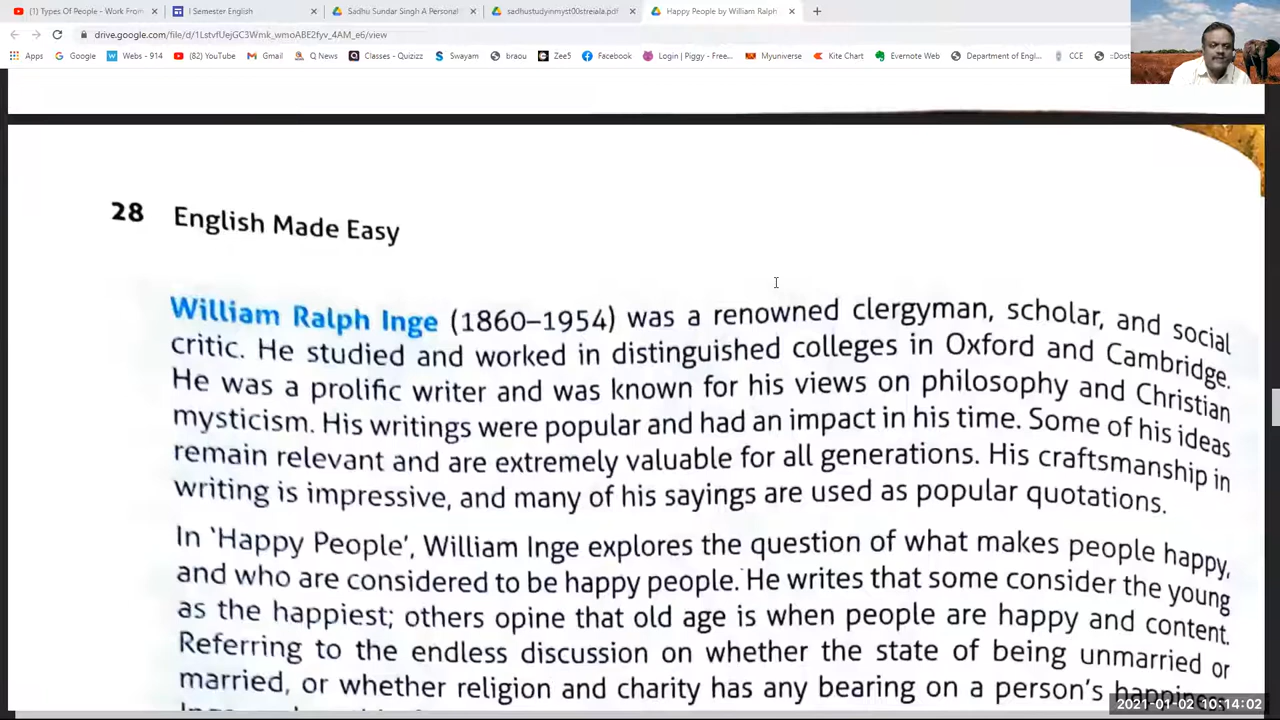 (1) Types Of People - Work From
I Semester English
Sadhu Sundar Singh A Personal
sadhustudyinmyst00streiala.pdf
Happy People by William Ralph
drive.google.com/file/d/1LstvfUejGC3Wmk_wmoABE2fyv_4AM_e6/view
Apps Google Webs - 914 (82) YouTube Gmail Q News Classes - Quizizz Swayam braou Zee5 Facebook Login | Piggy - Free... Myuniverse Kite Chart Evernote Web Department of Engl... CCE
28 English Made Easy
William Ralph Inge (1860–1954) was a renowned clergyman, scholar, and social
critic. He studied and worked in distinguished colleges in Oxford and Cambridge.
He was a prolific writer and was known for his views on philosophy and Christian
mysticism. His writings were popular and had an impact in his time. Some of his ideas
remain relevant and are extremely valuable for all generations. His craftsmanship in
writing is impressive, and many of his sayings are used as popular quotations.
In ‘Happy People’, William Inge explores the question of what makes people happy,
and who are considered to be happy people. He writes that some consider the young
as the happiest; others opine that old age is when people are happy and content.
Referring to the endless discussion on whether the state of being unmarried or
married, or whether religion and charity has any bearing on a person's happiness
2021-01-02 10:14:02